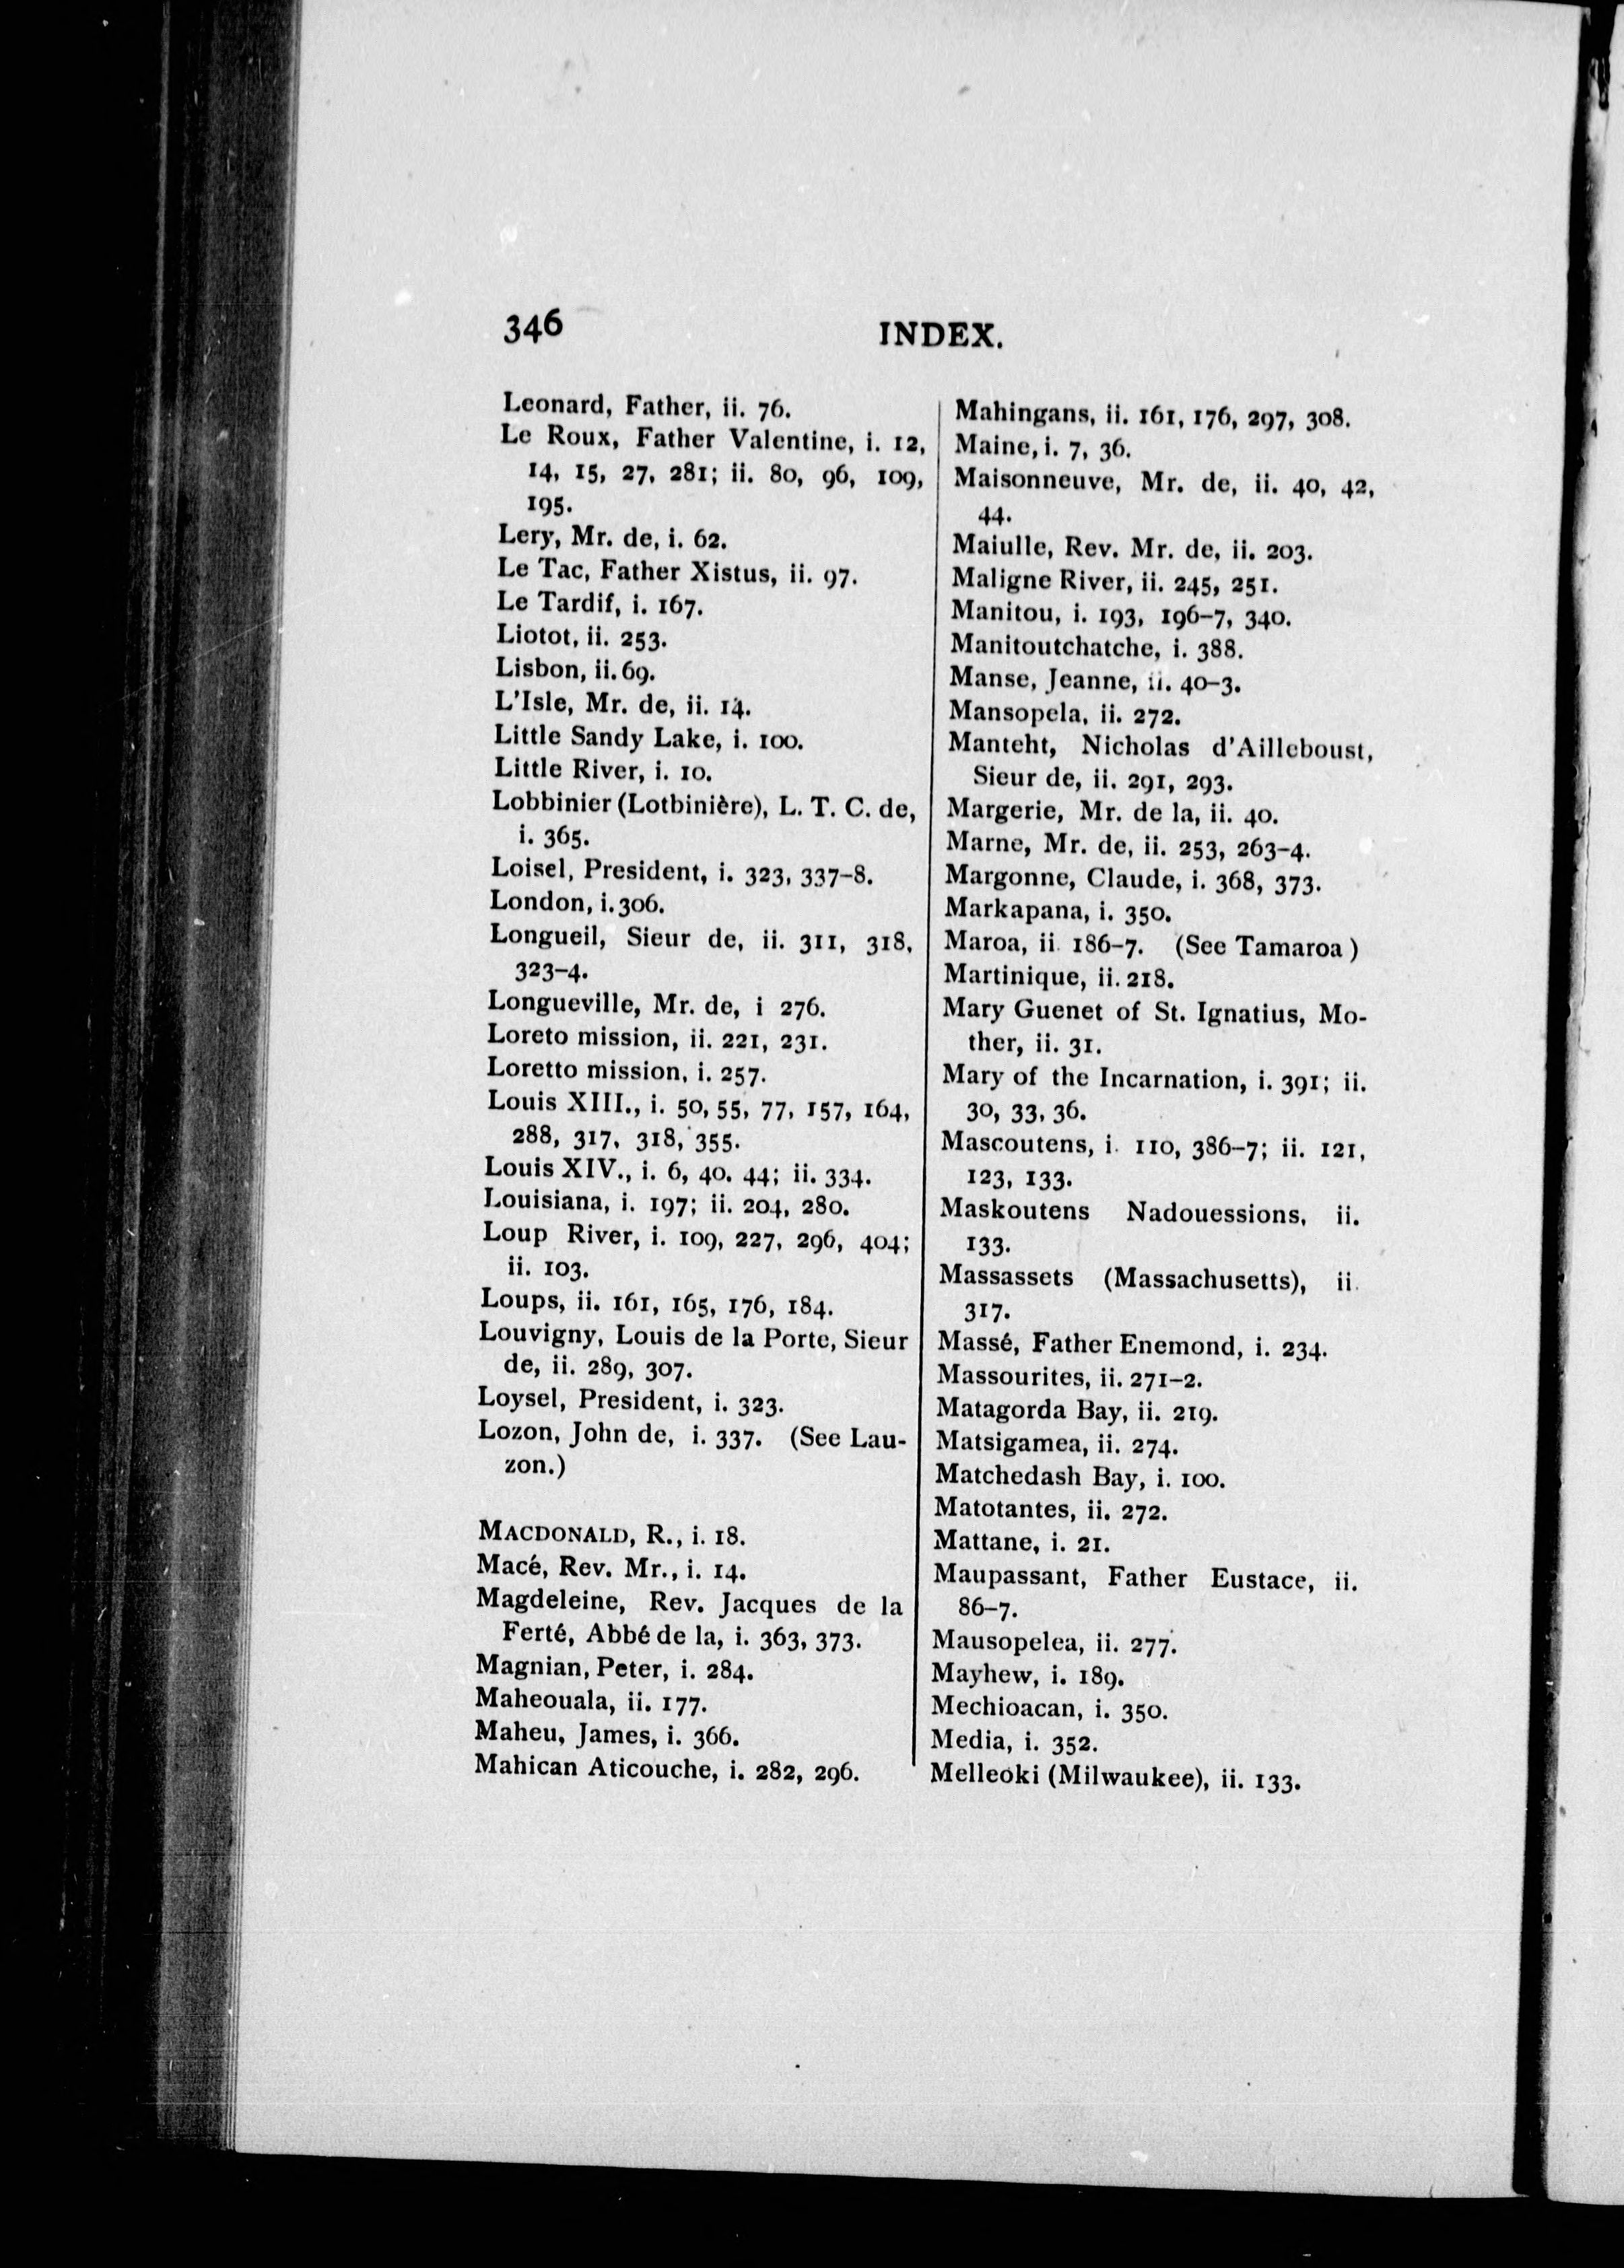 346
INDEX.
Leonard, Father, ii. 76.
Le Roux, Father Valentine, i. 12,
14, 15, 27, 281; ii. 80, 96, 109,
195.
Lery, Mr. de, i. 62.
Le Tac, Father Xistus, ii. 97.
Le Tardif, i. 167.
Liotot, ii. 253.
Lisbon, ii. 69.
L'Isle, Mr. de, ii. 14.
Little Sandy Lake, i. 100.
Little River, i. 10.
Lobbinier (Lotbinière), L. T. C. de,
i. 365.
Loisel, President, i. 323, 337–8.
London, i. 306.
Longueil, Sieur de, ii. 311, 318,
323–4.
Longueville, Mr. de, i 276.
Loreto mission, ii. 221, 231.
Loretto mission, i. 257.
Louis XIII., i. 50, 55, 77, 157, 164,
288, 317, 318, 355.
Louis XIV., i. 6, 40. 44; ii. 334.
Louisiana, i. 197; ii. 204, 280.
Loup River, i. 109, 227, 296, 404;
ii. 103.
Loups, ii. 161, 165, 176, 184.
Louvigny, Louis de la Porte, Sieur
de, ii. 289, 307.
Loysel, President, i. 323.
Lozon, John de, i. 337. (See Lau-
zon.)
MACDONALD, R., i. 18.
Macé, Rev. Mr., i. 14.
Magdeleine, Rev. Jacques de la
Ferté, Abbé de la, i. 363, 373.
Magnian, Peter, i. 284.
Maheouala, ii. 177.
Maheu, James, i. 366.
Mahican Aticouche, i. 282, 296.
Mahingans, ii. 161, 176, 297, 308.
Maine, i. 7, 36.
Maisonneuve, Mr. de, ii. 40, 42,
44.
Maiulle, Rev. Mr. de, ii. 203.
Maligne River, ii. 245, 251.
Manitou, i. 193, 196–7, 340.
Manitoutchatche, i. 388.
Manse, Jeanne, ii. 40–3.
Mansopela, ii. 272.
Manteht, Nicholas d'Ailleboust,
Sieur de, ii. 291, 293.
Margerie, Mr. de la, ii. 40.
Marne, Mr. de, ii. 253, 263–4.
Margonne, Claude, i. 368, 373.
Markapana, i. 350.
Maroa, ii. 186–7. (See Tamaroa )
Martinique, ii. 218.
Mary Guenet of St. Ignatius, Mo-
ther, ii. 31.
Mary of the Incarnation, i. 391; ii.
30, 33, 36.
Mascoutens, i. 110, 386–7; ii. 121,
123, 133.
Maskoutens Nadouessions, ii.
133.
Massassets (Massachusetts), ii.
317.
Massé, Father Enemond, i. 234.
Massourites, ii. 271–2.
Matagorda Bay, ii. 219.
Matsigamea, ii. 274.
Matchedash Bay, i. 100.
Matotantes, ii. 272.
Mattane, i. 21.
Maupassant, Father Eustace, ii.
86–7.
Mausopelea, ii. 277.
Mayhew, i. 189.
Mechioacan, i. 350.
Media, i. 352.
Melleoki (Milwaukee), ii. 133.